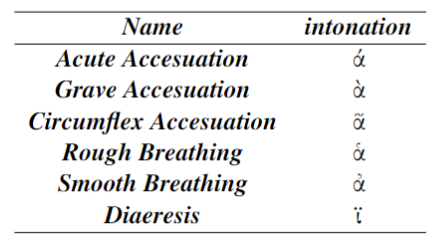 Name intonation
Acute Accesuation ά
Grave Accesuation ὰ
Circumflex Accesuation ᾶ
Rough Breathing ἁ
Smooth Breathing ἀ
Diaeresis ϊ